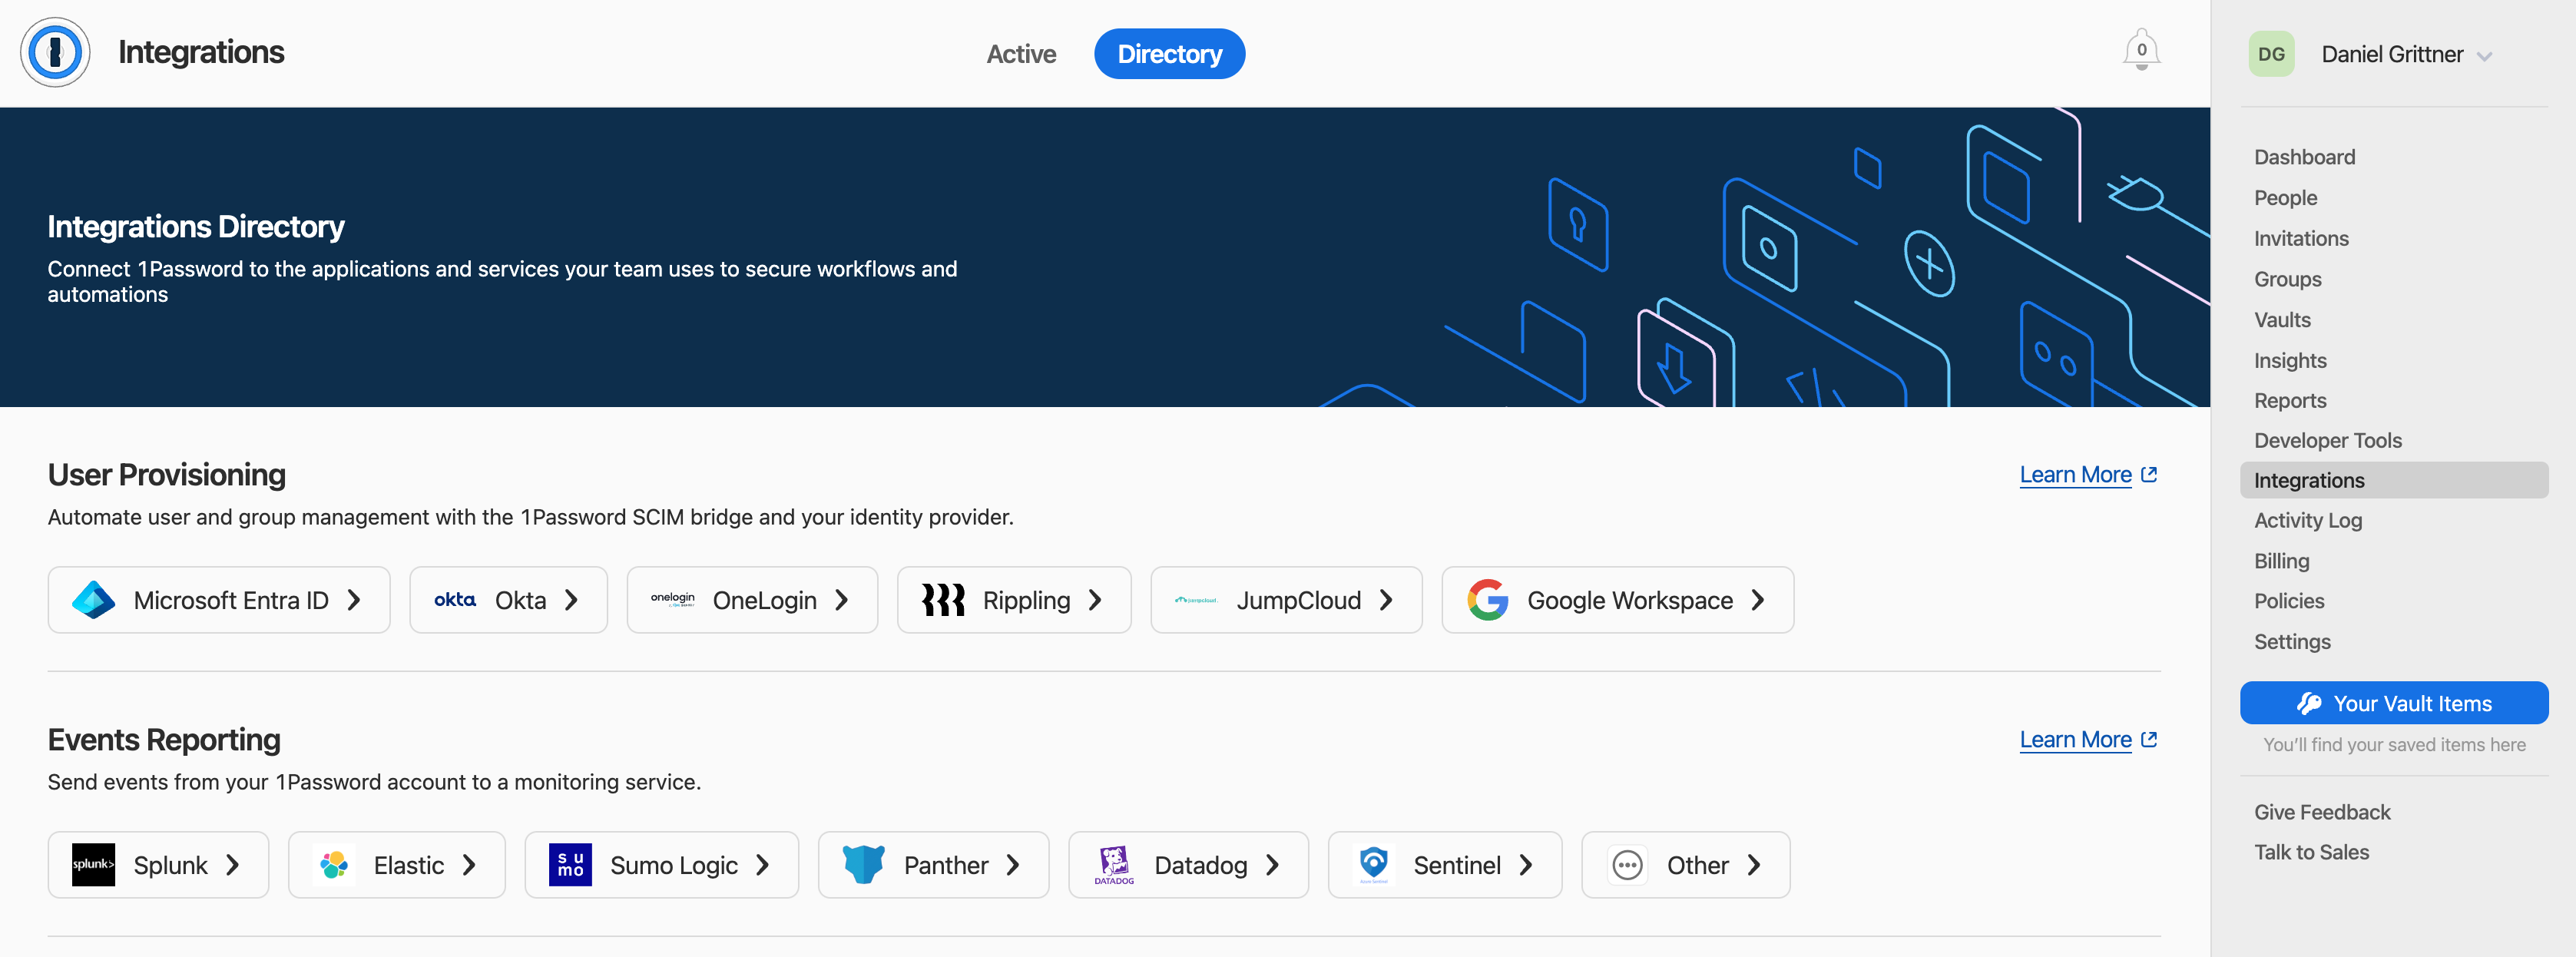 Integrations
Active
Directory
0
DG
Daniel Grittner
Integrations Directory
Connect 1Password to the applications and services your team uses to secure workflows and
automations
User Provisioning
Learn More
Automate user and group management with the 1Password SCIM bridge and your identity provider.
Microsoft Entra ID
okta
Okta
onelogin
OneLogin
Rippling
jumpcloud
JumpCloud
Google Workspace
Events Reporting
Learn More
Send events from your 1Password account to a monitoring service.
splunk>
Splunk
Elastic
su
mo
Sumo Logic
Panther
DATADOG
Datadog
Azure Sentinel
Sentinel
Other
Dashboard
People
Invitations
Groups
Vaults
Insights
Reports
Developer Tools
Integrations
Activity Log
Billing
Policies
Settings
Your Vault Items
You'll find your saved items here
Give Feedback
Talk to Sales